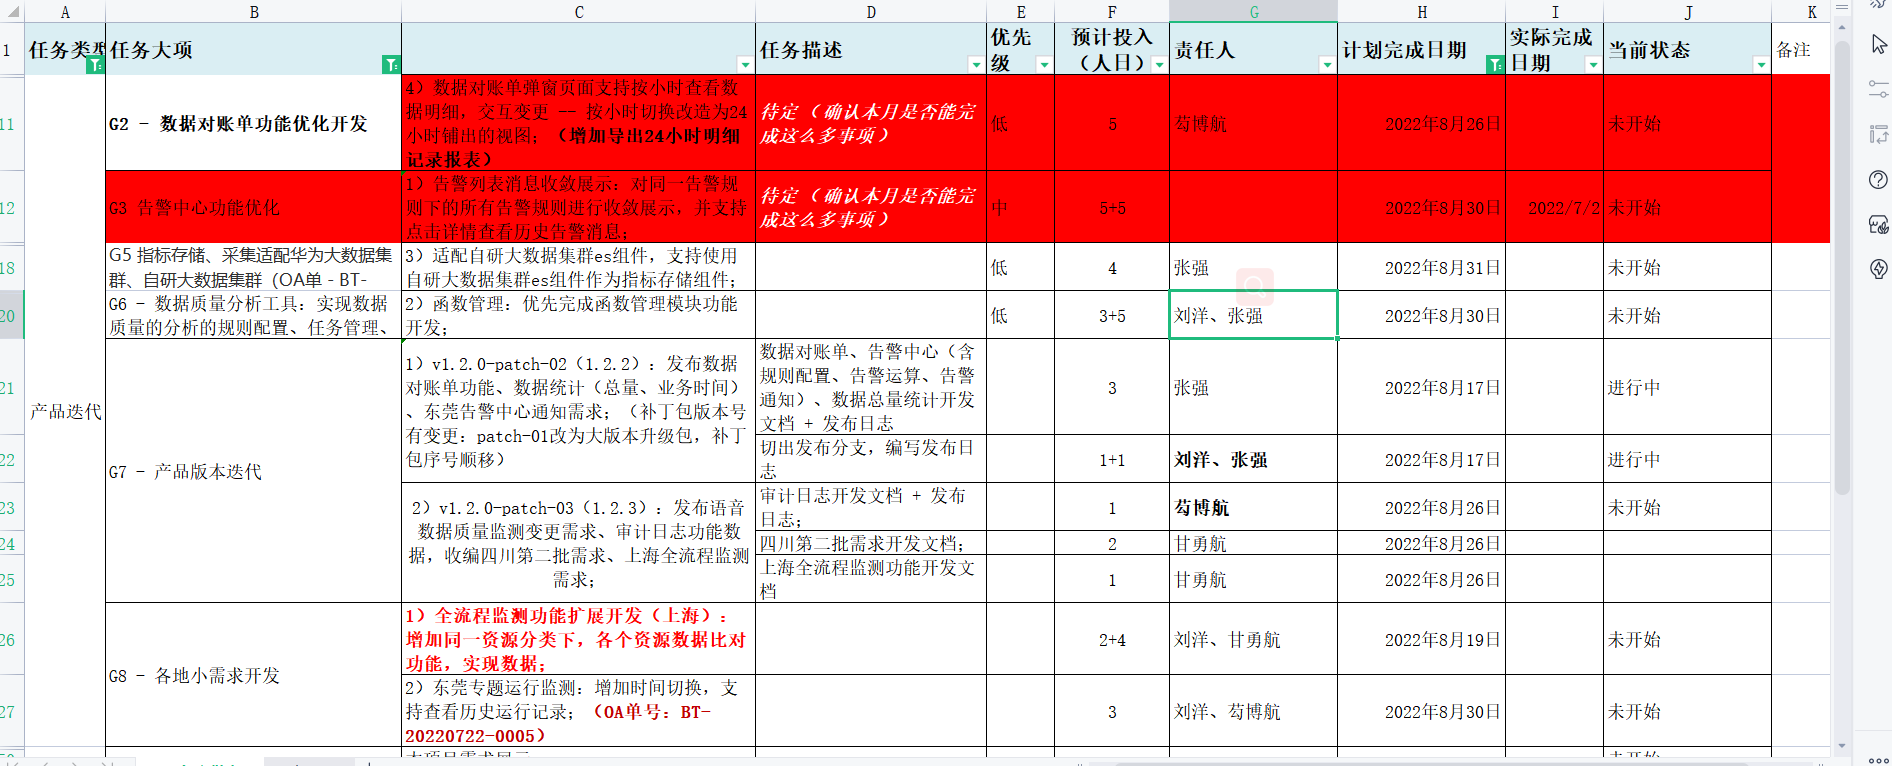 A B C D E F G H I J K
1 任务类型 任务大项 任务描述 优先级 预计投入（人日） 责任人 计划完成日期 实际完成日期 当前状态 备注
产品迭代
11 G2 - 数据对账单功能优化开发
4）数据对账单弹窗页面支持按小时查看数
据明细，交互变更 -- 按小时切换改造为24
小时铺出的视图；（增加导出24小时明细
记录报表）
待定（确认本月是否能完
成这么多事项）
低 5 苟博航 2022年8月26日 未开始
12 G3 告警中心功能优化
1）告警列表消息收敛展示：对同一告警规
则下的所有告警规则进行收敛展示，并支持
点击详情查看历史告警消息；
待定（确认本月是否能完
成这么多事项）
中 5+5 2022年8月30日 2022/7/2 未开始
18 G5 指标存储、采集适配华为大数据集
群、自研大数据集群（OA单 - BT-
3）适配自研大数据集群es组件，支持使用
自研大数据集群es组件作为指标存储组件；
低 4 张强 2022年8月31日 未开始
20 G6 - 数据质量分析工具：实现数据
质量的分析的规则配置、任务管理、
2）函数管理：优先完成函数管理模块功能
开发；
低 3+5 刘洋、张强 2022年8月30日 未开始
G7 - 产品版本迭代
21 1）v1.2.0-patch-02（1.2.2）：发布数据
对账单功能、数据统计（总量、业务时间）
、东莞告警中心通知需求；（补丁包版本号
有变更：patch-01改为大版本升级包，补丁
包序号顺移）
数据对账单、告警中心（含
规则配置、告警运算、告警
通知）、数据总量统计开发
文档 + 发布日志
3 张强 2022年8月17日 进行中
22 切出发布分支，编写发布日
志
1+1 刘洋、张强 2022年8月17日 进行中
2）v1.2.0-patch-03（1.2.3）：发布语音
数据质量监测变更需求、审计日志功能数
据，收编四川第二批需求、上海全流程监测
需求；
23 审计日志开发文档 + 发布
日志；
1 苟博航 2022年8月26日 未开始
24 四川第二批需求开发文档； 2 甘勇航 2022年8月26日
25 上海全流程监测功能开发文
档
1 甘勇航 2022年8月26日
G8 - 各地小需求开发
26 1）全流程监测功能扩展开发（上海）：
增加同一资源分类下，各个资源数据比对
功能，实现数据；
2+4 刘洋、甘勇航 2022年8月19日 未开始
27 2）东莞专题运行监测：增加时间切换，支
持查看历史运行记录；（OA单号：BT-
20220722-0005）
3 刘洋、苟博航 2022年8月30日 未开始